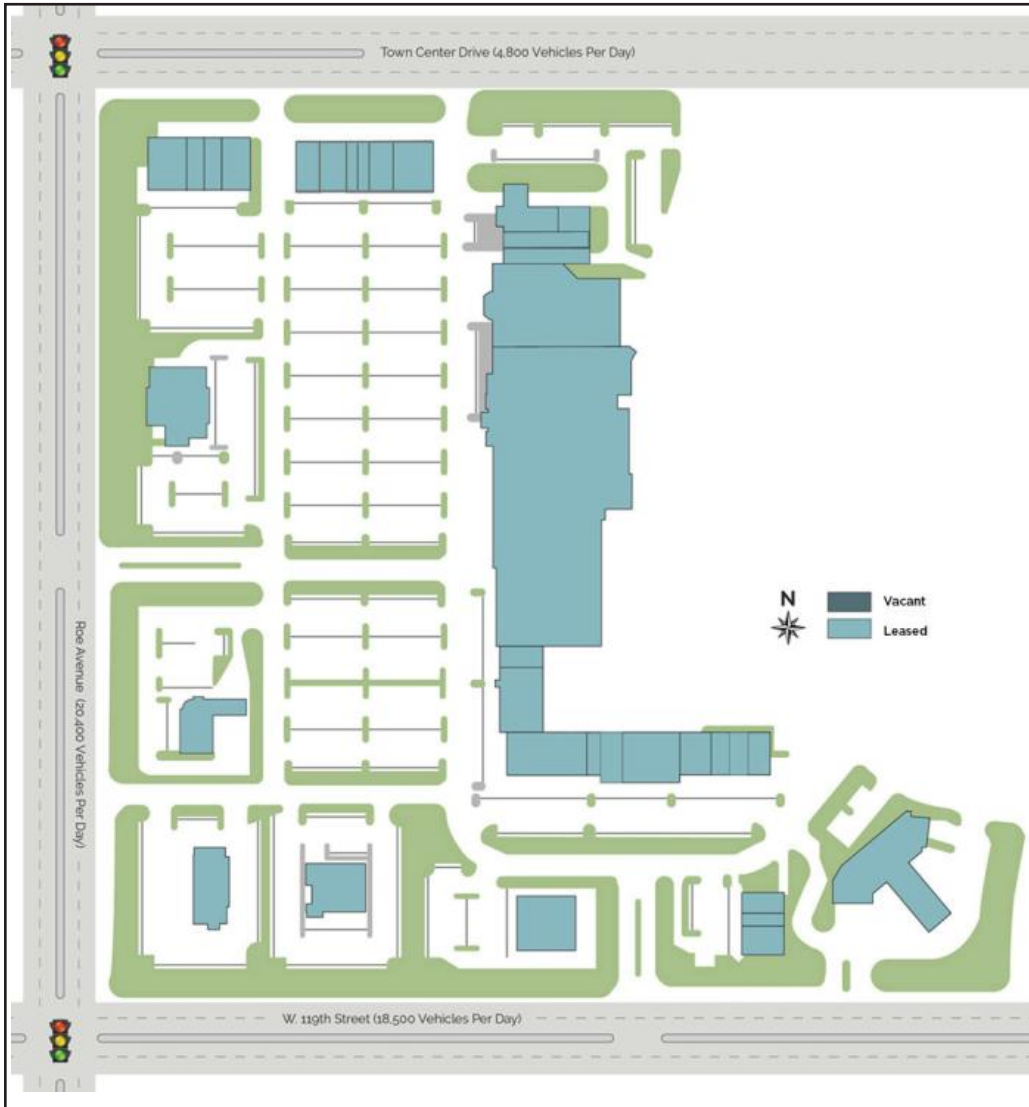 Town Center Drive (4,800 Vehicles Per Day)
N
Vacant
Leased
Roe Avenue (20,400 Vehicles Per Day)
W. 119th Street (18,500 Vehicles Per Day)